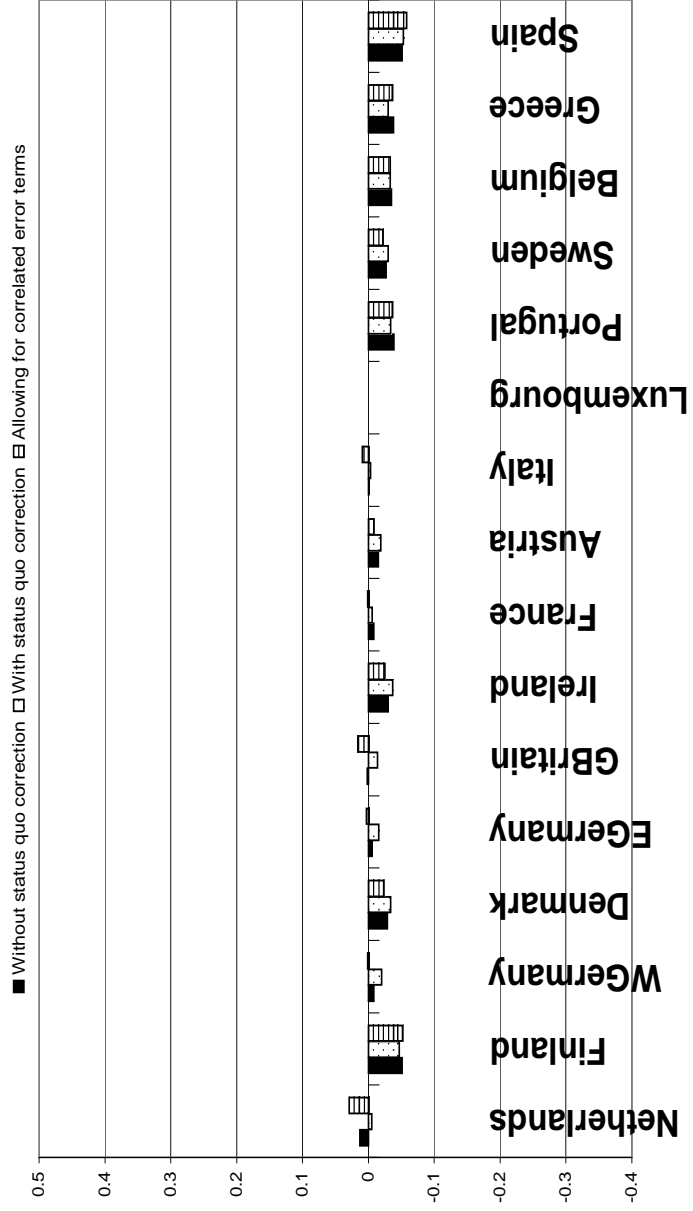 Without status quo correction With status quo correction Allowing for correlated error terms
0.5
0.4
0.3
0.2
0.1
0
-0.1
-0.2
-0.3
-0.4
Netherlands
Finland
WGermany
Denmark
EGermany
GBritain
Ireland
France
Austria
Italy
Luxembourg
Portugal
Sweden
Belgium
Greece
Spain